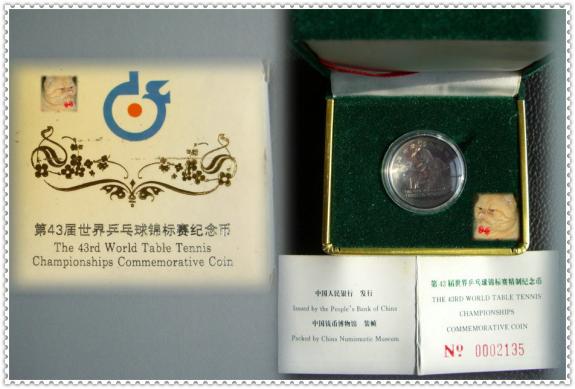 第43届世界乒乓球锦标赛纪念币
The 43rd World Table Tennis
Championships Commemorative Coin
中国人民银行 发行
Issued by the People's Bank of China
中国钱币博物馆 装帧
Packed by China Numismatic Museum
第43届世界乒乓球锦标赛精制纪念币
THE 43RD WORLD TABLE TENNIS
CHAMPIONSHIPS
COMMEMORATIVE COIN
Nº 0002135